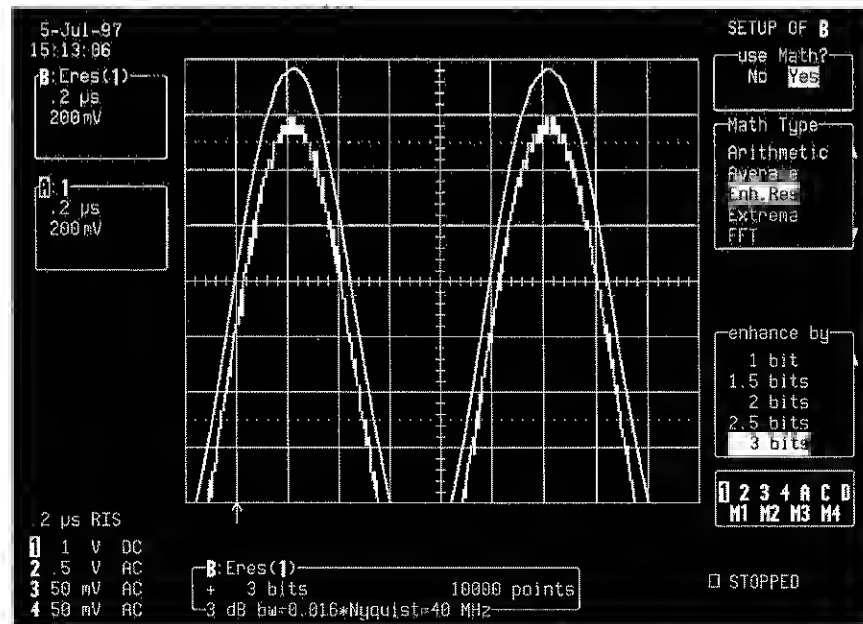 5-Jul-97
15:13:06
B:Eres(1)
.2 µs
200mV
A:1
.2 µs
200mV
SETUP OF B
use Math?
No Yes
Math Type
Arithmetic
Average
Enh.Res
Extrema
FFT
enhance by
1 bit
1.5 bits
2 bits
2.5 bits
3 bits
1 2 3 4 A C D
M1 M2 M3 M4
.2 µs RIS
1 1 V DC
2 .5 V AC
3 50 mV AC
4 50 mV AC
B:Eres(1)
+ 3 bits 10000 points
3 dB bw=0.016*Nyquist=40 MHz
□ STOPPED